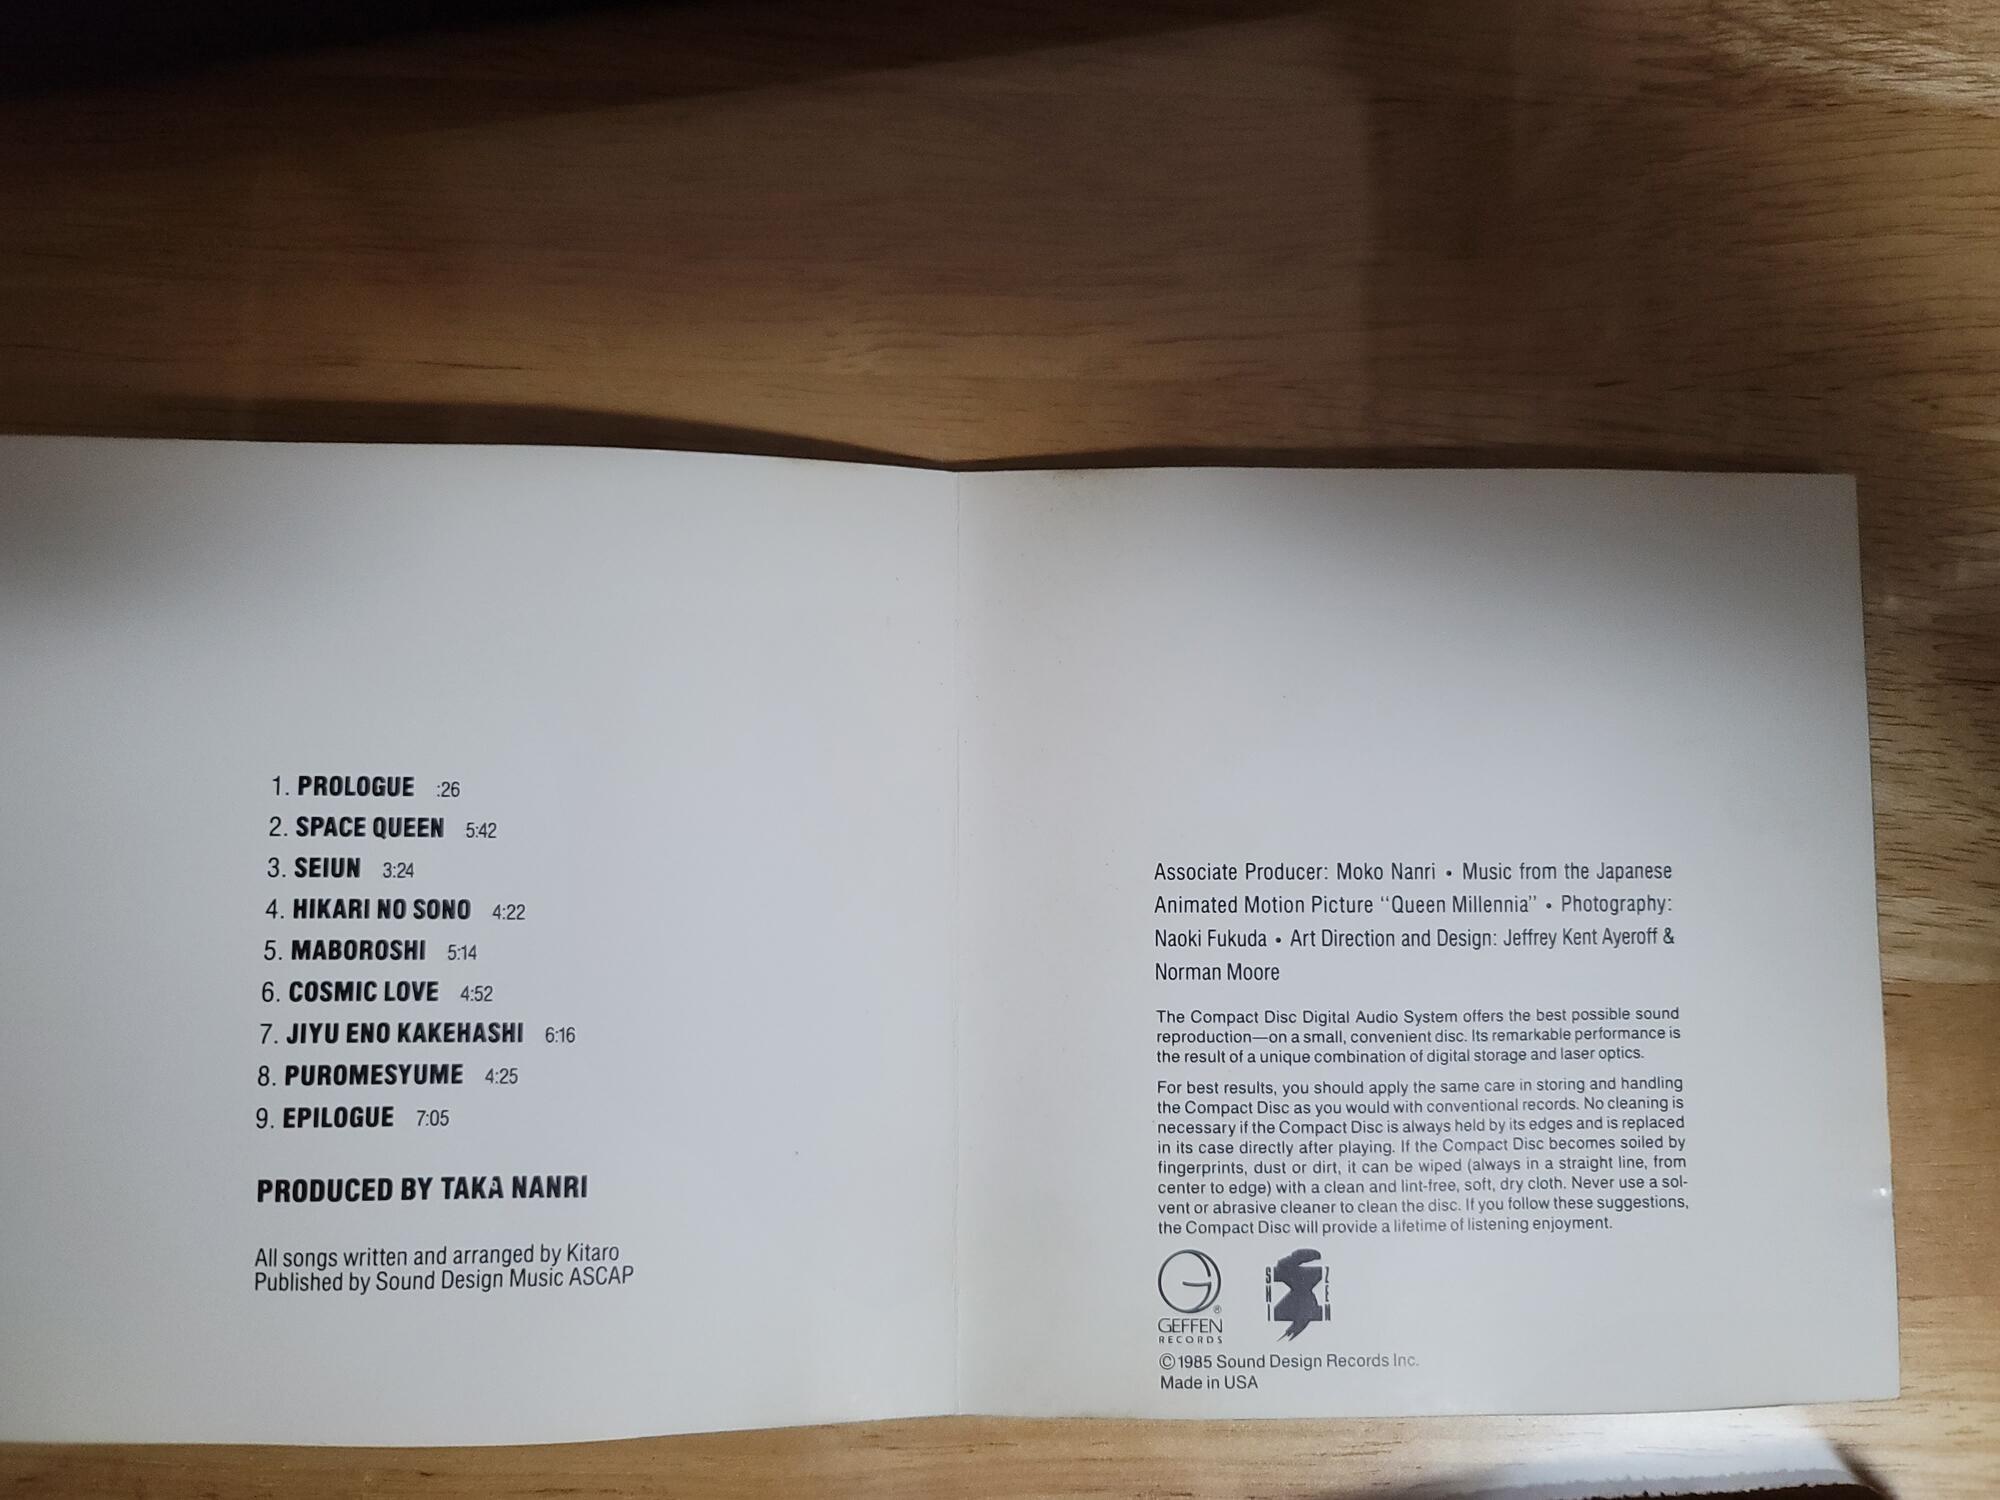 1. PROLOGUE :26
2. SPACE QUEEN 5:42
3. SEIUN 3:24
4. HIKARI NO SONO 4:22
5. MABOROSHI 5:14
6. COSMIC LOVE 4:52
7. JIYU ENO KAKEHASHI 6:16
8. PUROMESYUME 4:25
9. EPILOGUE 7:05
PRODUCED BY TAKA NANRI
All songs written and arranged by Kitaro
Published by Sound Design Music ASCAP
Associate Producer: Moko Nanri • Music from the Japanese
Animated Motion Picture "Queen Millennia" • Photography:
Naoki Fukuda • Art Direction and Design: Jeffrey Kent Ayeroff &
Norman Moore
The Compact Disc Digital Audio System offers the best possible sound
reproduction—on a small, convenient disc. Its remarkable performance is
the result of a unique combination of digital storage and laser optics.
For best results, you should apply the same care in storing and handling
the Compact Disc as you would with conventional records. No cleaning is
necessary if the Compact Disc is always held by its edges and is replaced
in its case directly after playing. If the Compact Disc becomes soiled by
fingerprints, dust or dirt, it can be wiped (always in a straight line, from
center to edge) with a clean and lint-free, soft, dry cloth. Never use a sol-
vent or abrasive cleaner to clean the disc. If you follow these suggestions,
the Compact Disc will provide a lifetime of listening enjoyment.
G ®
GEFFEN
RECORDS
SHI ZEN
©1985 Sound Design Records Inc.
Made in USA